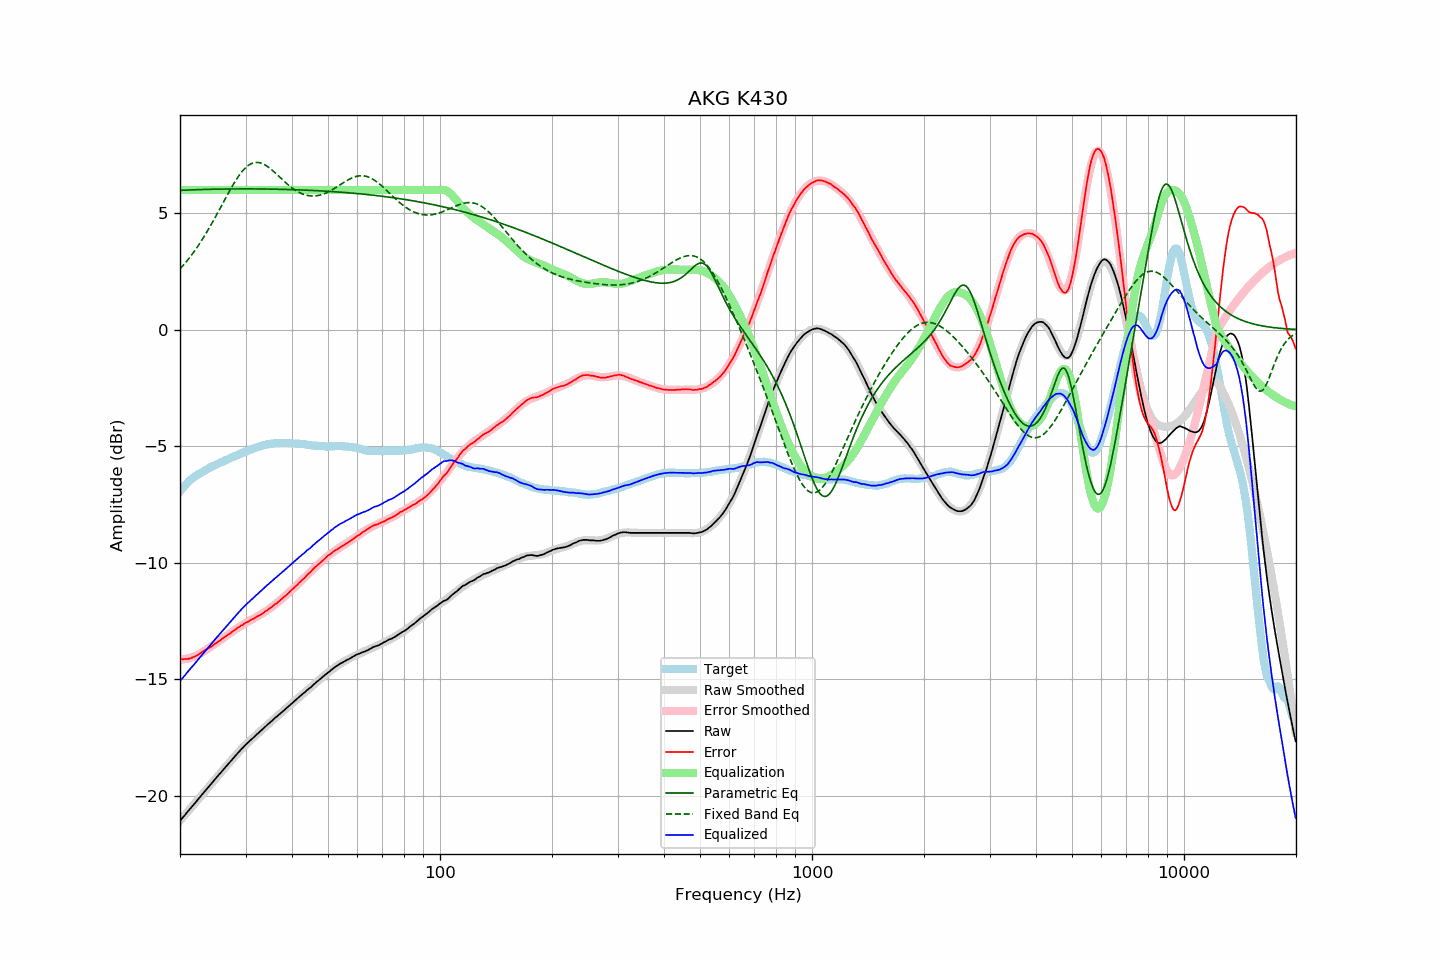 AKG K430
Amplitude (dBr)
5
0
−5
−10
−15
−20
Target
Raw Smoothed
Error Smoothed
Raw
Error
Equalization
Parametric Eq
Fixed Band Eq
Equalized
100 1000 10000
Frequency (Hz)